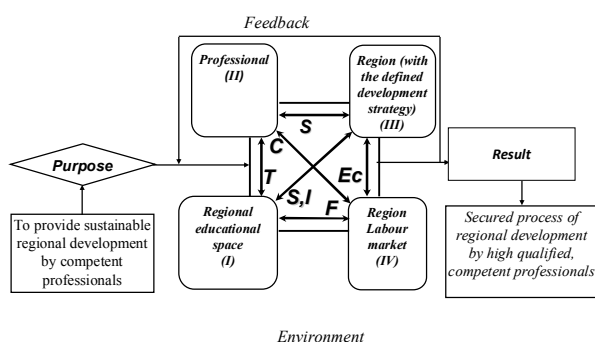 Feedback
Professional
(II)
Region (with
the defined
development
strategy)
(III)
S
C
T
S,I
Ec
F
Purpose
Result
Regional
educational
space
(I)
Region
Labour
market
(IV)
To provide sustainable
regional development
by competent
professionals
Secured process of
regional development
by high qualified,
competent professionals
Environment